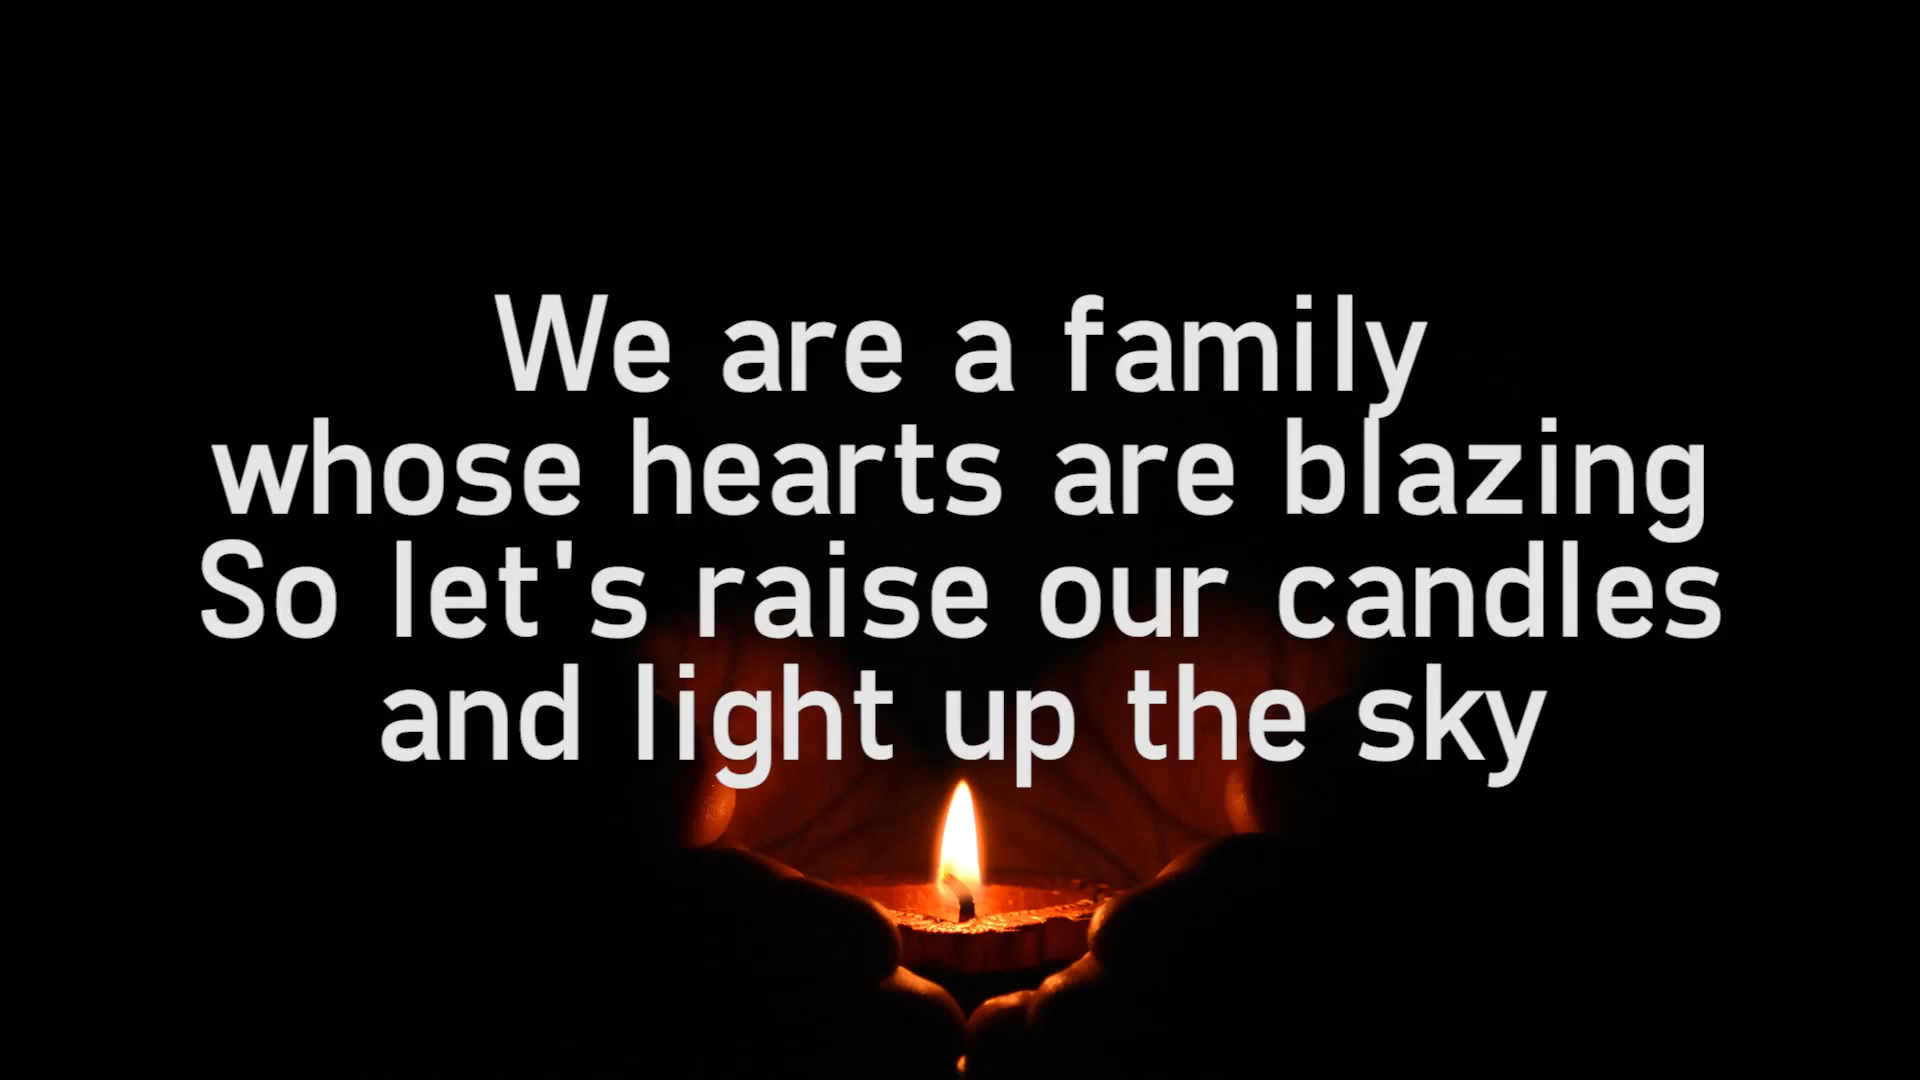 We are a family
whose hearts are blazing
So let's raise our candles
and light up the sky